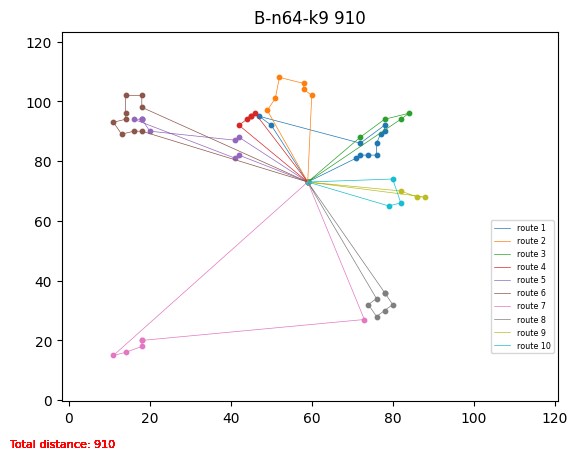 B-n64-k9 910
120
100
80
60
40
20
0
route 1
route 2
route 3
route 4
route 5
route 6
route 7
route 8
route 9
route 10
0 20 40 60 80 100 120
Total distance: 910